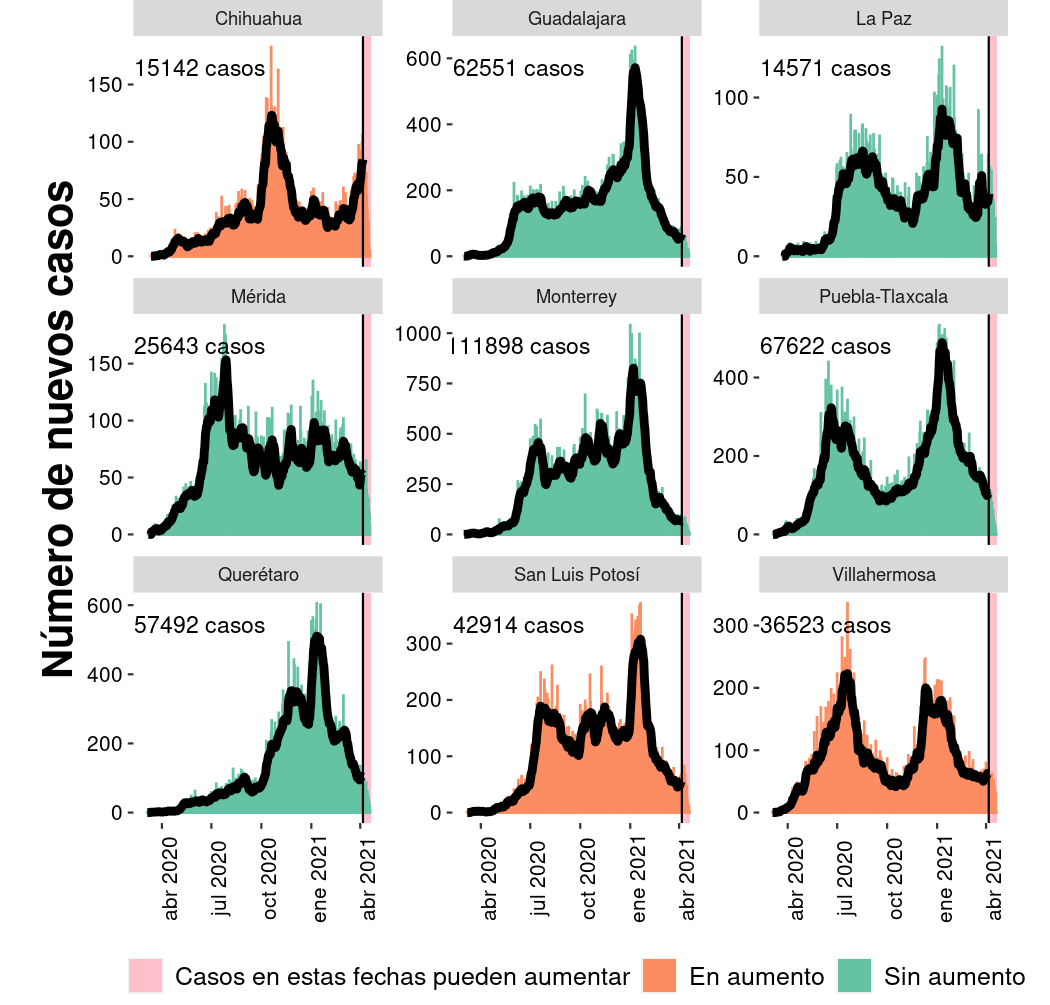 Chihuahua
Guadalajara
La Paz
15142 casos
62551 casos
14571 casos
150
100
50
0
600
400
200
0
100
50
0
Número de nuevos casos
Mérida
Monterrey
Puebla-Tlaxcala
25643 casos
111898 casos
67622 casos
150
100
50
0
1000
750
500
250
0
400
200
0
Querétaro
San Luis Potosí
Villahermosa
57492 casos
42914 casos
36523 casos
600
400
200
0
300
200
100
0
300
200
100
0
abr 2020
jul 2020
oct 2020
ene 2021
abr 2021
abr 2020
jul 2020
oct 2020
ene 2021
abr 2021
abr 2020
jul 2020
oct 2020
ene 2021
abr 2021
Casos en estas fechas pueden aumentar
En aumento
Sin aumento